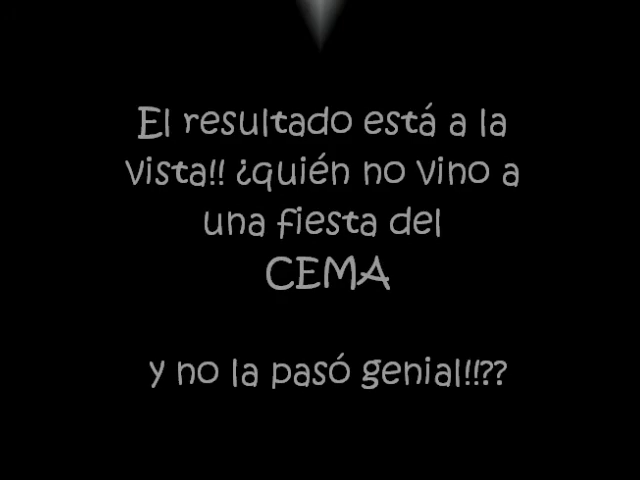 El resultado está a la
vista!! ¿quién no vino a
una fiesta del
CEMA
y no la pasó genial!!??